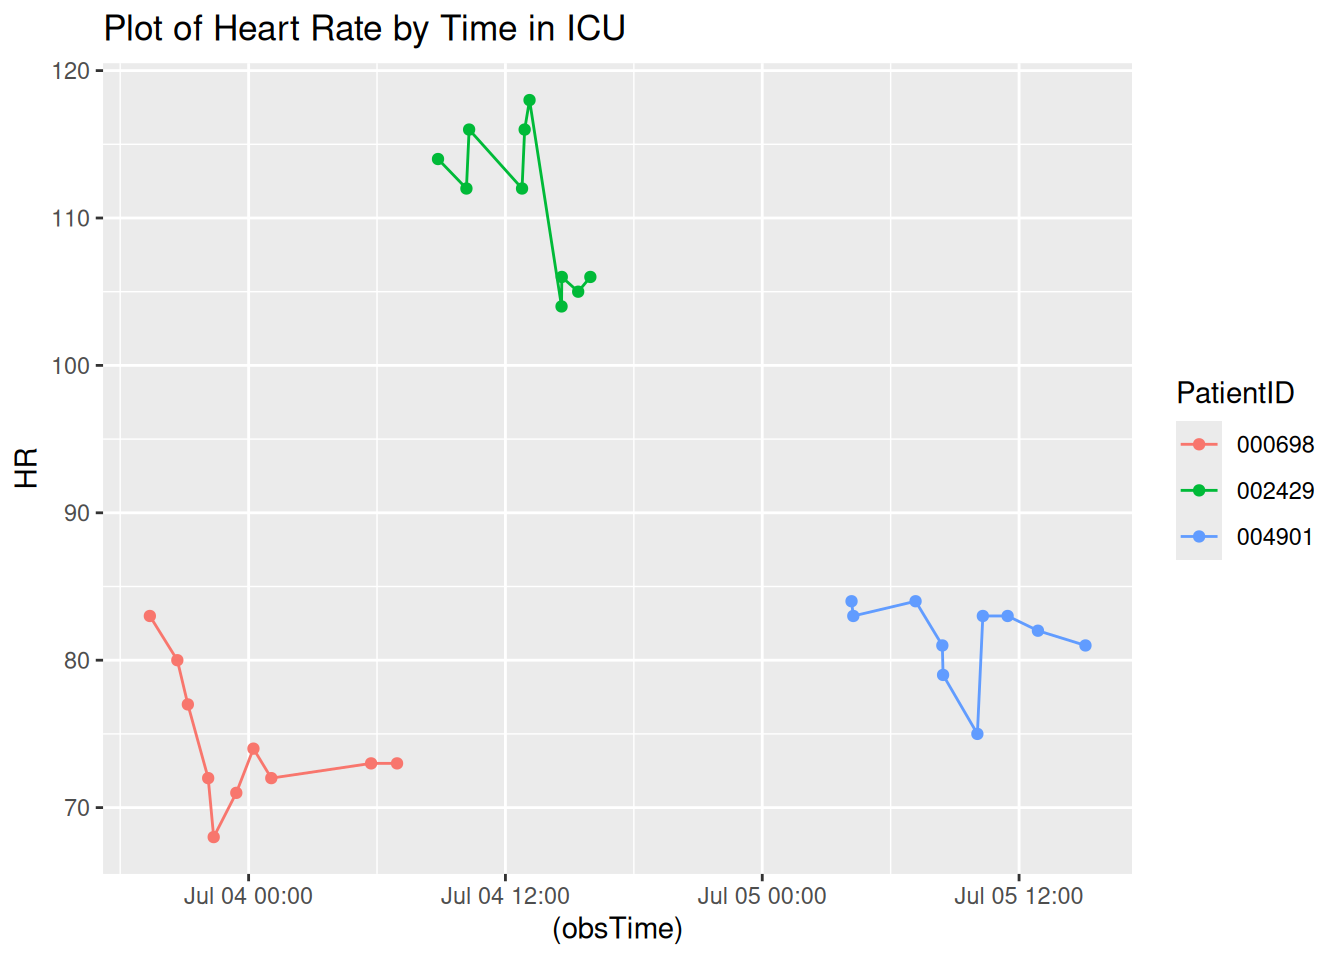 Plot of Heart Rate by Time in ICU
120
110
100
90
80
70
HR
Jul 04 00:00
Jul 04 12:00
Jul 05 00:00
Jul 05 12:00
(obsTime)
PatientID
000698
002429
004901